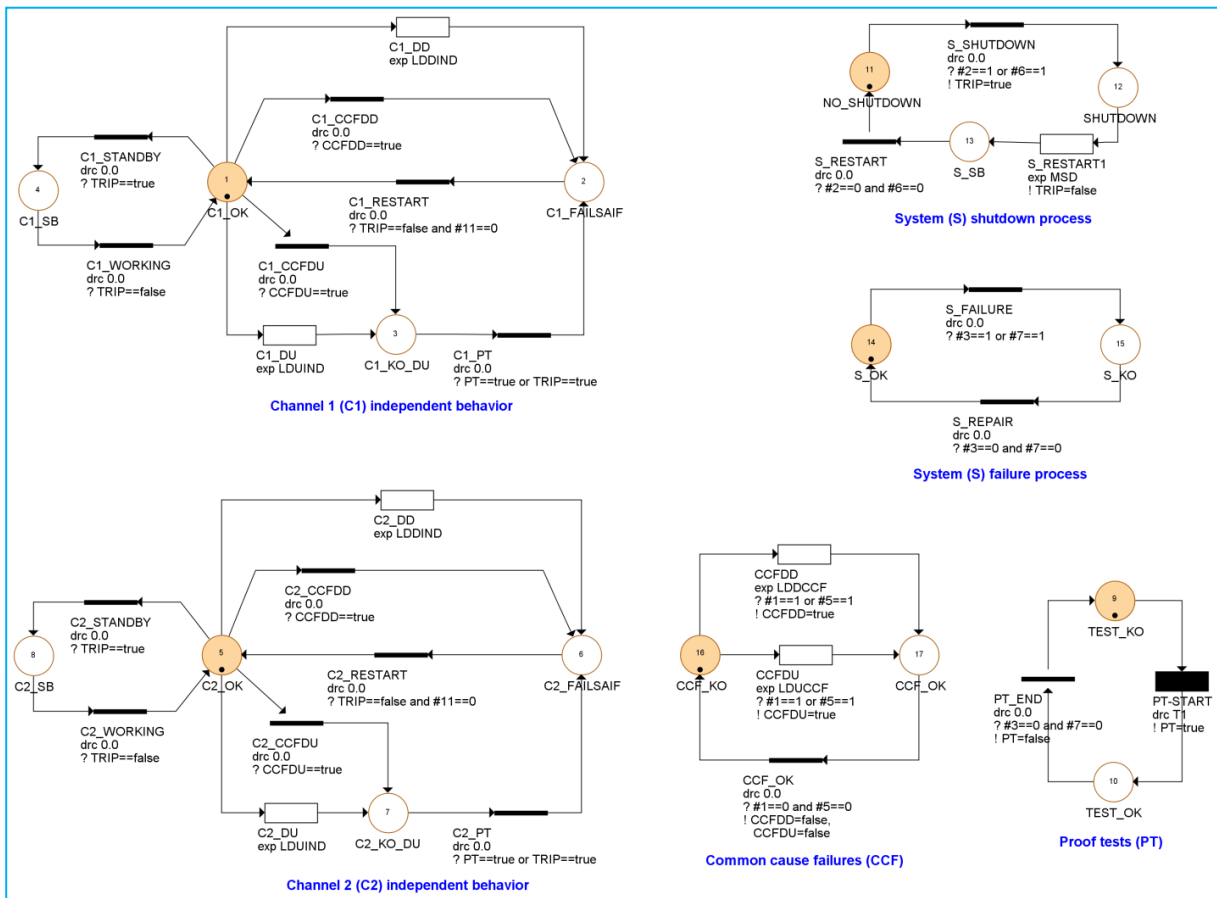 C1_DD
exp LDDIND
C1_CCFDD
drc 0.0
? CCFDD==true
C1_STANDBY
drc 0.0
? TRIP==true
4
C1_SB
1
C1_OK
C1_RESTART
drc 0.0
? TRIP==false and #11==0
2
C1_FAILSAIF
C1_WORKING
drc 0.0
? TRIP==false
C1_CCFDU
drc 0.0
? CCFDU==true
C1_DU
exp LDUIND
3
C1_KO_DU
C1_PT
drc 0.0
? PT==true or TRIP==true
Channel 1 (C1) independent behavior
S_SHUTDOWN
drc 0.0
? #2==1 or #6==1
! TRIP=true
11
NO_SHUTDOWN
12
SHUTDOWN
S_RESTART
drc 0.0
? #2==0 and #6==0
13
S_SB
S_RESTART1
exp MSD
! TRIP=false
System (S) shutdown process
S_FAILURE
drc 0.0
? #3==1 or #7==1
14
S_OK
15
S_KO
S_REPAIR
drc 0.0
? #3==0 and #7==0
System (S) failure process
C2_DD
exp LDDIND
C2_CCFDD
drc 0.0
? CCFDD==true
C2_STANDBY
drc 0.0
? TRIP==true
8
C2_SB
5
C2_OK
C2_RESTART
drc 0.0
? TRIP==false and #11==0
6
C2_FAILSAIF
C2_WORKING
drc 0.0
? TRIP==false
C2_CCFDU
drc 0.0
? CCFDU==true
C2_DU
exp LDUIND
7
C2_KO_DU
C2_PT
drc 0.0
? PT==true or TRIP==true
Channel 2 (C2) independent behavior
CCFDD
exp LDDCCF
? #1==1 or #5==1
! CCFDD=true
16
CCF_KO
17
CCF_OK
CCFDU
exp LDUCCF
? #1==1 or #5==1
! CCFDU=true
CCF_OK
drc 0.0
? #1==0 and #5==0
! CCFDD=false,
CCFDU=false
Common cause failures (CCF)
9
TEST_KO
PT_END
drc 0.0
? #3==0 and #7==0
! PT=false
PT-START
drc T1
! PT=true
10
TEST_OK
Proof tests (PT)